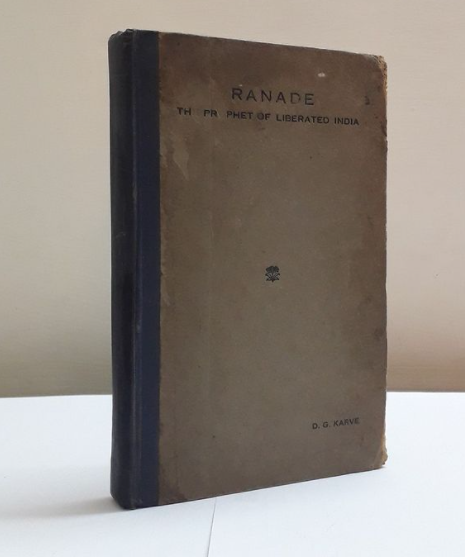 RANADE
TH PR PHET OF LIBERATED INDIA
D. G. KARVE